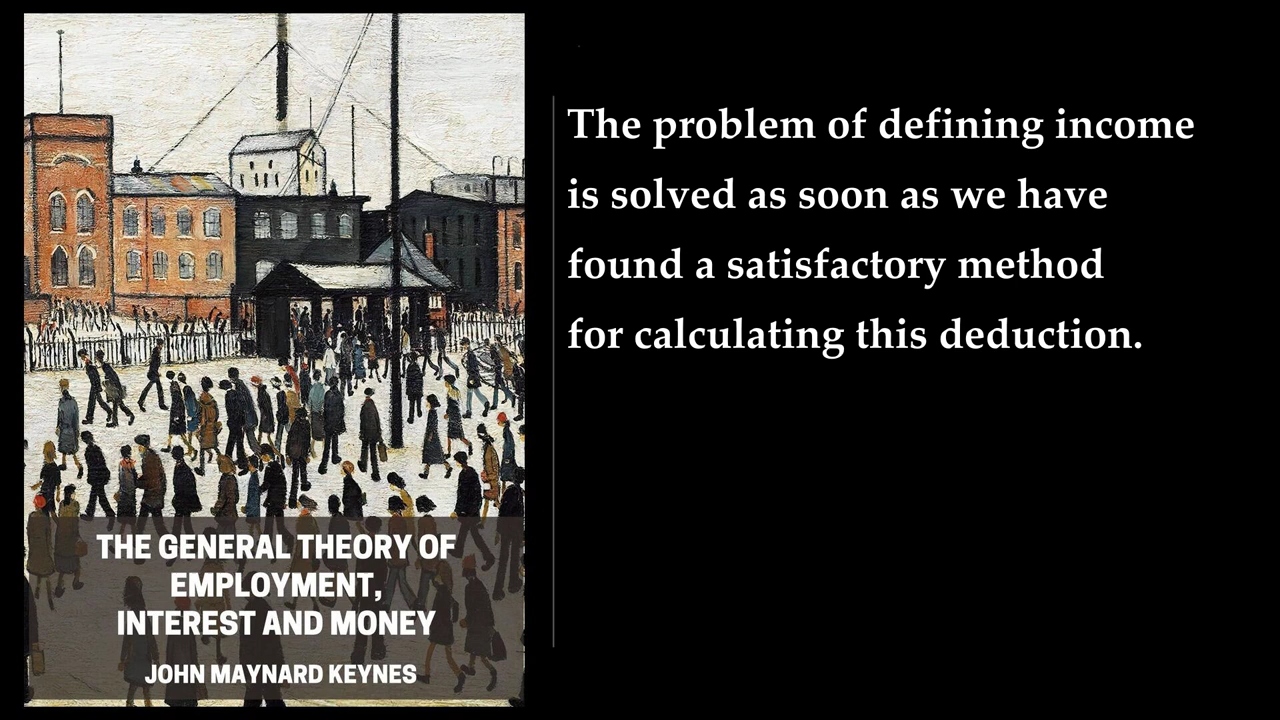 THE GENERAL THEORY OF
EMPLOYMENT,
INTEREST AND MONEY
JOHN MAYNARD KEYNES
The problem of defining income
is solved as soon as we have
found a satisfactory method
for calculating this deduction.